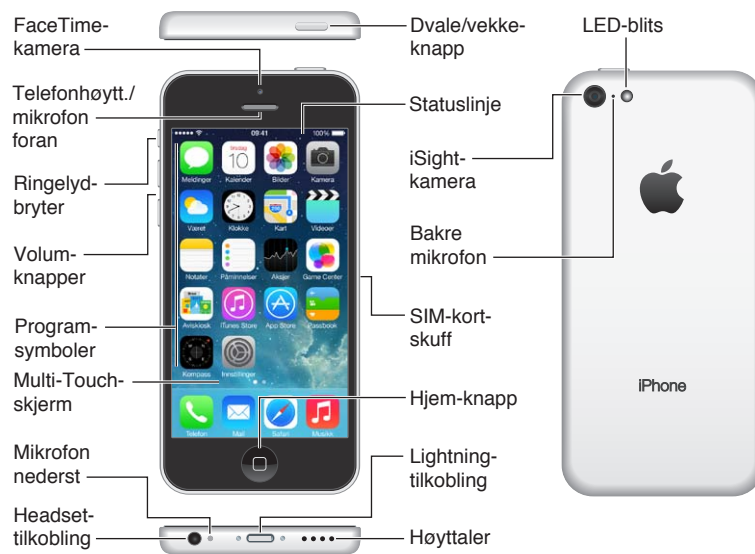 FaceTime-
kamera
Telefonhøytt./
mikrofon
foran
Ringelyd-
bryter
Volum-
knapper
Program-
symboler
Multi-Touch-
skjerm
Mikrofon
nederst
Headset-
tilkobling
09:41
100%
tirsdag
10
Meldinger Kalender Bilder Kamera
Været Klokke Kart Videoer
Notater Påminnelser Aksjer Game Center
Aviskiosk iTunes Store App Store Passbook
Kompass Innstillinger
Telefon Mail Safari Musikk
Dvale/vekke-
knapp
Statuslinje
SIM-kort-
skuff
Hjem-knapp
Lightning-
tilkobling
Høyttaler
LED-blits
iSight-
kamera
Bakre
mikrofon
iPhone